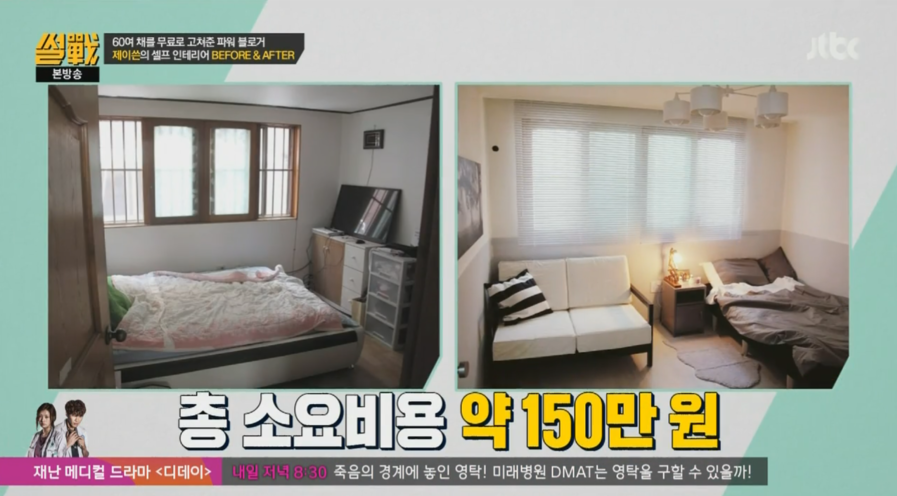 썰戰
본방송
60여 채를 무료로 고쳐준 파워 블로거
제이쓴의 셀프 인테리어 BEFORE & AFTER
jtbc
총 소요비용 약 150만 원
재난 메디컬 드라마 <디데이> 내일 저녁 8:30 죽음의 경계에 놓인 영탁! 미래병원 DMAT는 영탁을 구할 수 있을까!